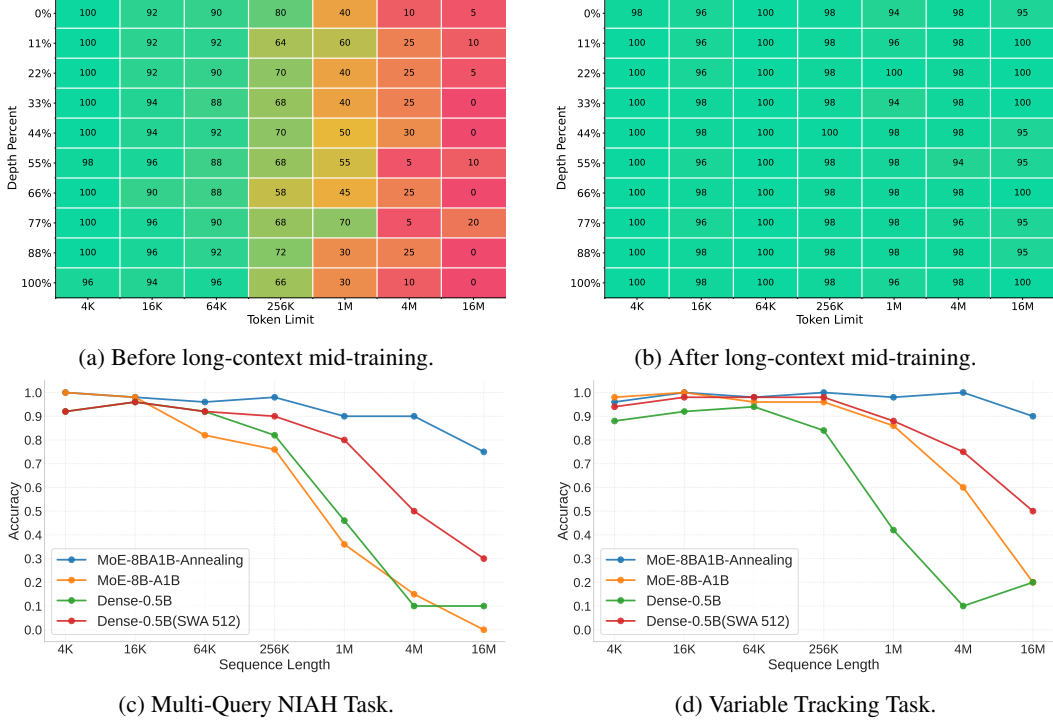 Depth Percent
0% 100 92 90 80 40 10 5
11% 100 92 92 64 60 25 10
22% 100 92 90 70 40 25 5
33% 100 94 88 68 40 25 0
44% 100 94 92 70 50 30 0
55% 98 96 88 68 55 5 10
66% 100 90 88 58 45 25 0
77% 100 96 90 68 70 5 20
88% 100 96 92 72 30 25 0
100% 96 94 94 66 30 10 0
4K 16K 64K 256K 1M 4M 16M
Token Limit
(a) Before long-context mid-training.
Depth Percent
0% 98 96 100 98 94 98 95
11% 100 96 100 98 96 98 100
22% 100 96 100 98 100 98 100
33% 100 98 100 98 94 98 100
44% 100 98 100 100 98 98 95
55% 100 96 100 98 98 94 95
66% 100 98 100 98 98 98 100
77% 100 96 100 98 98 96 95
88% 100 98 100 98 98 98 95
100% 100 98 100 98 96 98 100
4K 16K 64K 256K 1M 4M 16M
Token Limit
(b) After long-context mid-training.
Accuracy
1.0
0.9
0.8
0.7
0.6
0.5
0.4
0.3
0.2
0.1
0.0
MoE-8BA1B-Annealing
MoE-8B-A1B
Dense-0.5B
Dense-0.5B(SWA 512)
4K 16K 64K 256K 1M 4M 16M
Sequence Length
(c) Multi-Query NIAH Task.
Accuracy
1.0
0.9
0.8
0.7
0.6
0.5
0.4
0.3
0.2
0.1
0.0
MoE-8BA1B-Annealing
MoE-8B-A1B
Dense-0.5B
Dense-0.5B(SWA 512)
4K 16K 64K 256K 1M 4M 16M
Sequence Length
(d) Variable Tracking Task.